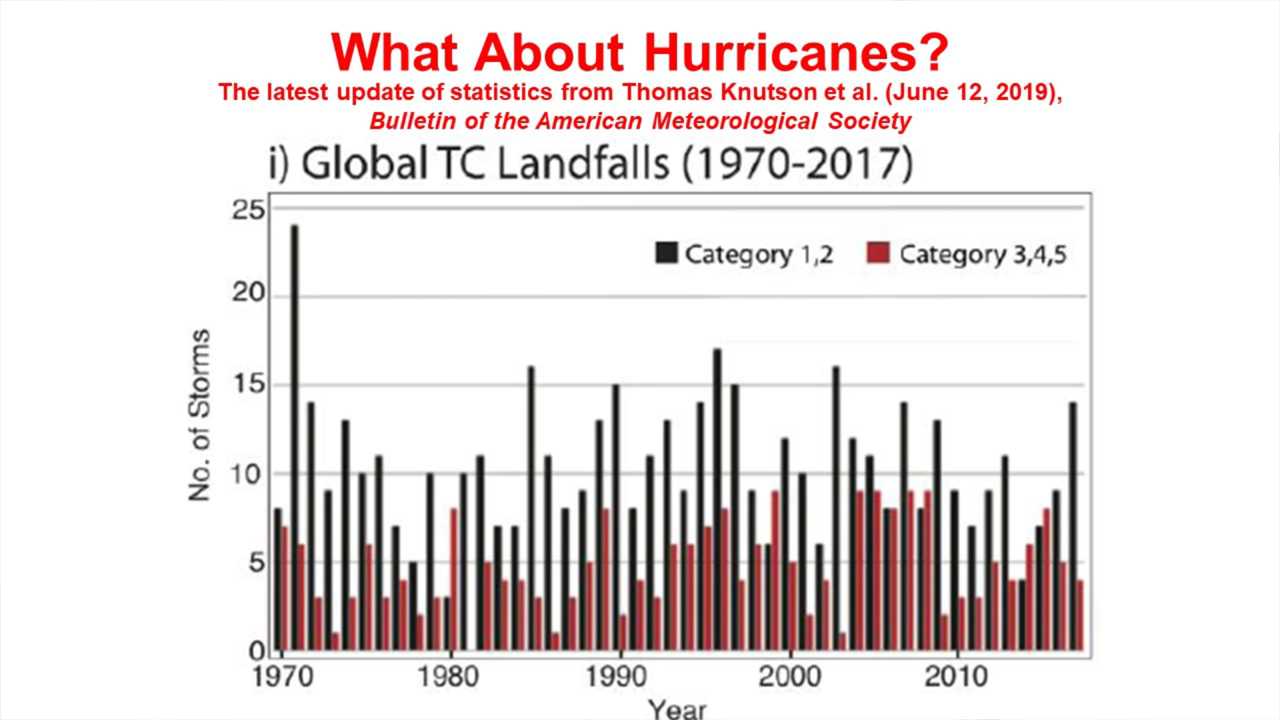 What About Hurricanes?
The latest update of statistics from Thomas Knutson et al. (June 12, 2019),
Bulletin of the American Meteorological Society
i) Global TC Landfalls (1970-2017)
25
Category 1,2 Category 3,4,5
20
No. of Storms
15
10
5
0
1970 1980 1990 2000 2010
Year